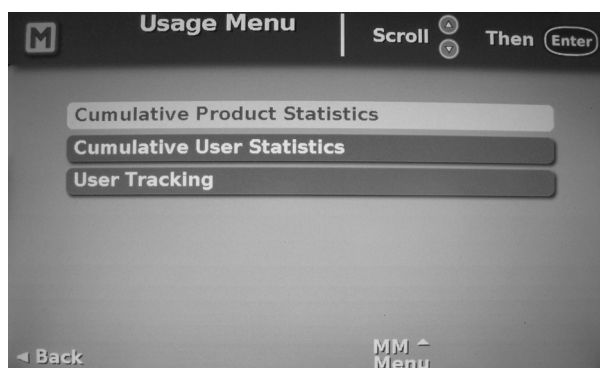 M
Usage Menu
Scroll
Then Enter
Cumulative Product Statistics
Cumulative User Statistics
User Tracking
Back
MM
Menu